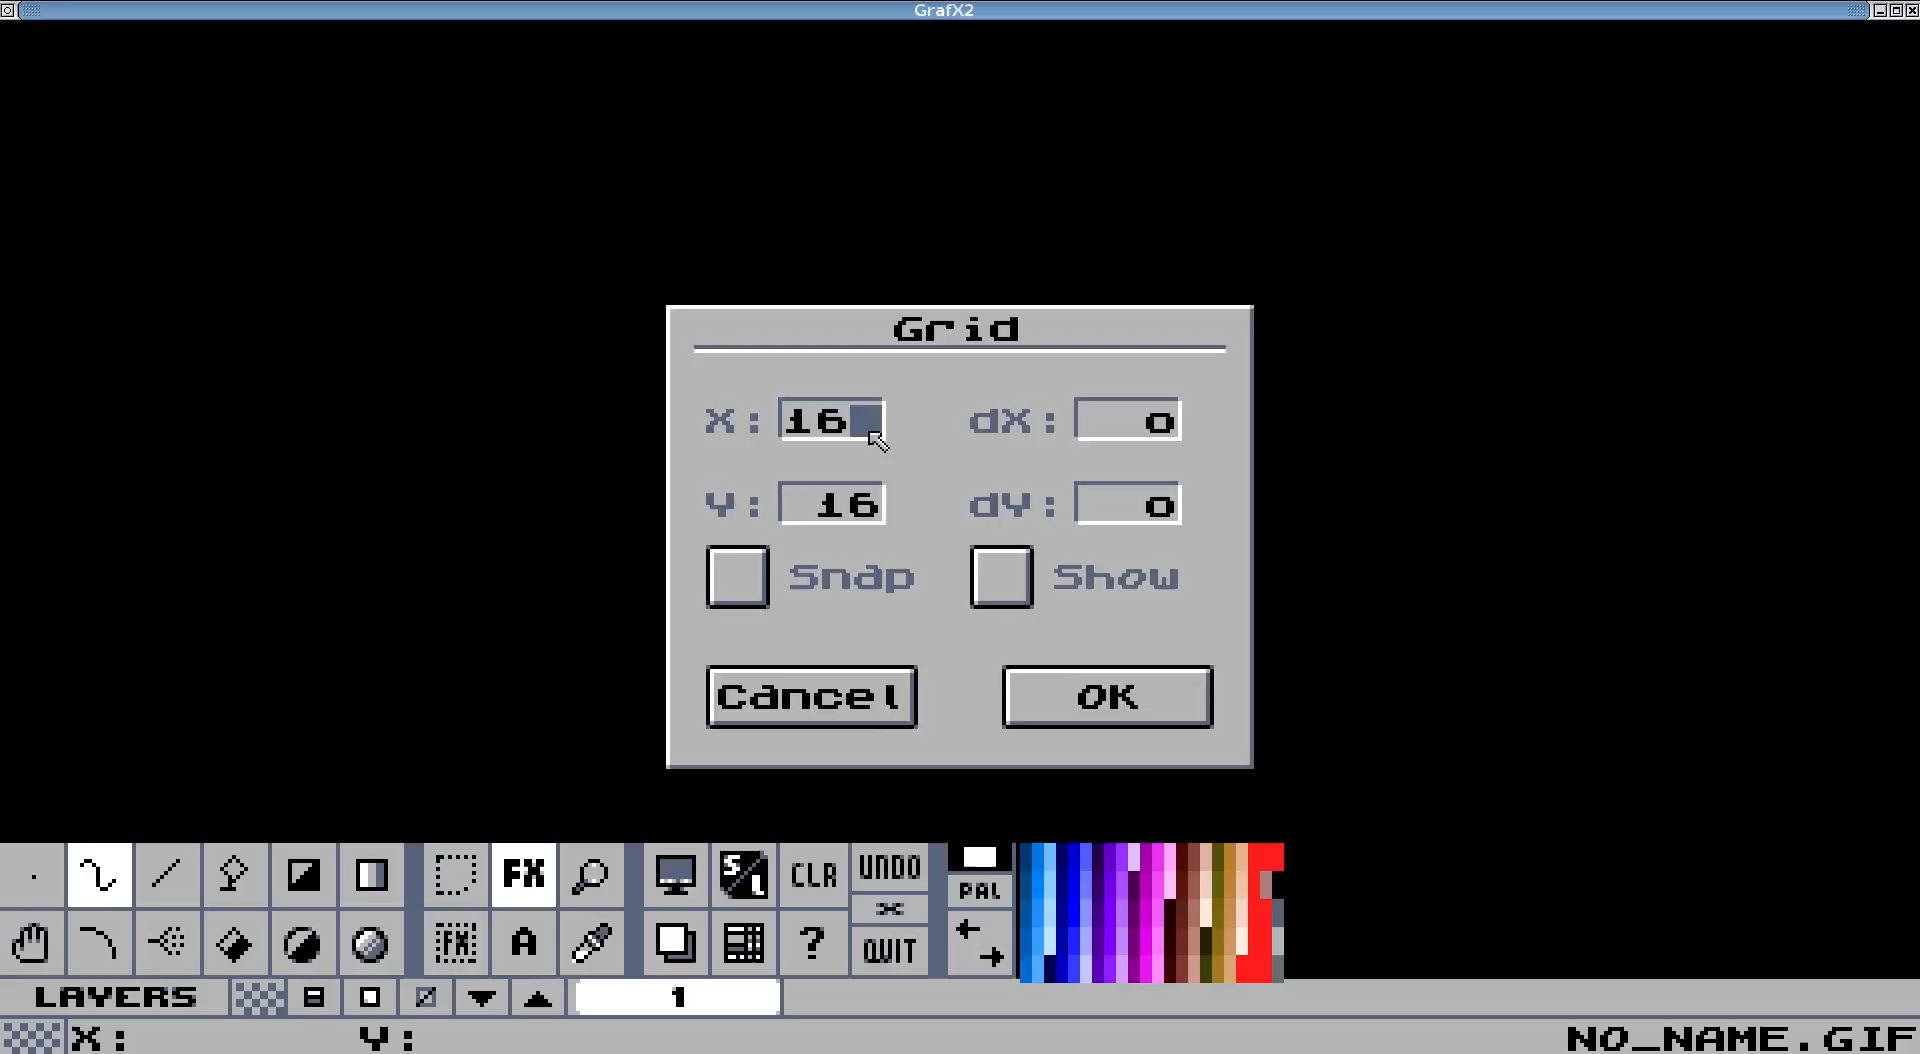 GrafX2
Grid
X: 16 dX: 0
Y: 16 dY: 0
Snap Show
Cancel OK
FX S/L CLR UNDO
PAL
FX A ? QUIT
LAYERS 1
X: Y: NO_NAME.GIF